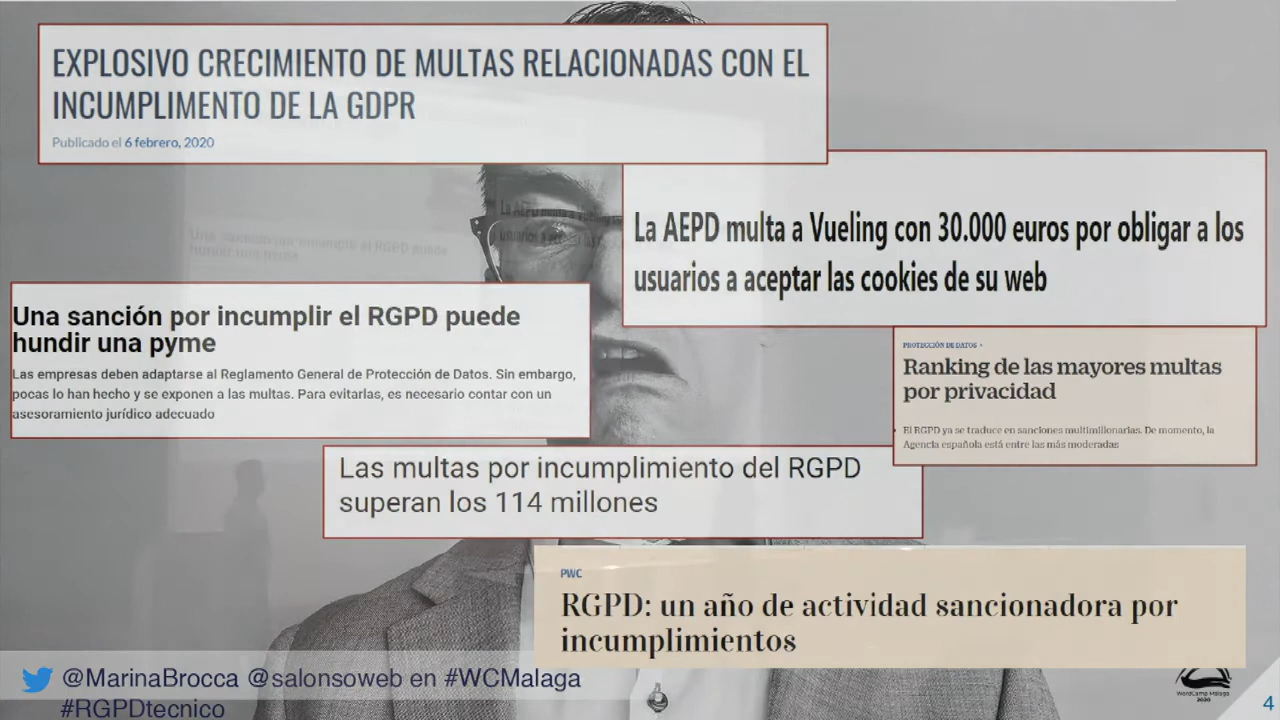 EXPLOSIVO CRECIMIENTO DE MULTAS RELACIONADAS CON EL
INCUMPLIMENTO DE LA GDPR
Publicado el 6 febrero, 2020
La AEPD multa a Vueling con 30.000 euros por obligar a los
usuarios a aceptar las cookies de su web
Una sanción por incumplir el RGPD puede
hundir una pyme
Las empresas deben adaptarse al Reglamento General de Protección de Datos. Sin embargo,
pocas lo han hecho y se exponen a las multas. Para evitarlas, es necesario contar con un
asesoramiento jurídico adecuado
PROTECCIÓN DE DATOS
Ranking de las mayores multas
por privacidad
El RGPD ya se traduce en sanciones multimillonarias. De momento, la
Agencia española está entre las más moderadas
Las multas por incumplimiento del RGPD
superan los 114 millones
PWC
RGPD: un año de actividad sancionadora por
incumplimientos
@MarinaBrocca @salonsoweb en #WCMalaga
#RGPDtecnico
WordCamp Málaga
2020
4